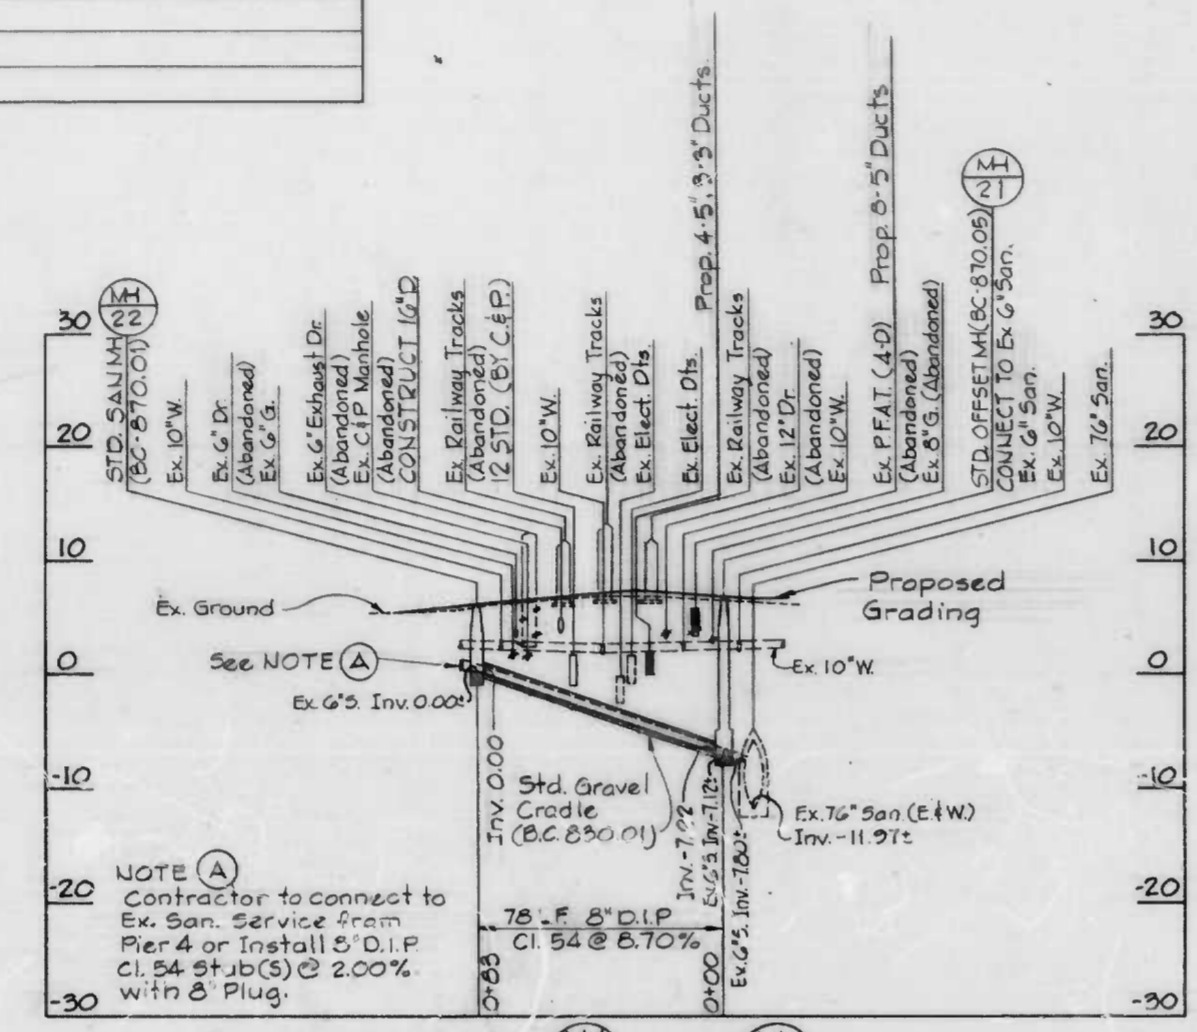 MH
22
MH
21
30
20
10
0
-10
-20
-30
STD. SAN. MH
(BC-870.01)
Ex. 10" W.
Ex. 6" Dr.
(Abandoned)
Ex. 6" G.
Ex. 6" Exhaust Dr.
(Abandoned)
Ex. C & P Manhole
(Abandoned)
CONSTRUCT 16" D
Ex Railway Tracks
(Abandoned)
12 STD. (BY C. & P.)
Ex. 10" W.
Ex. Railway Tracks
(Abandoned)
Ex. Elect. Dts.
Ex. Elect. Dts.
Prop. 4-5", 3-3" Ducts.
Ex. Railway Tracks
(Abandoned)
Ex. 12" Dr.
(Abandoned)
Ex. 10" W.
Ex. P.F.A.T. (4-D)
(Abandoned)
Prop. 8-5" Ducts
Ex. 8" G. (Abandoned)
STD. OFFSET MH (BC-870.05)
CONNECT TO Ex 6" San.
Ex. 6" San.
Ex. 10" W.
Ex. 76" San.
30
20
10
0
-10
-20
-30
Ex. Ground
Proposed
Grading
See NOTE A
Ex. 10" W.
Ex. 6" S. Inv. 0.00±
Inv. 0.00
Std. Gravel
Cradle
(B.C. 830.01)
Ex. 6" S. Inv. -7.12±
Ex. 6" S. Inv. -7.80±
Ex. 76" San. (E. & W.)
Inv. -11.97±
NOTE A
Contractor to connect to
Ex. San. Service from
Pier 4 or Install 8" D.I.P.
Cl. 54 Stub(S) @ 2.00%
with 8" Plug.
78 L.F. 8" D.I.P
Cl. 54 @ 8.70%
0+83
0+00